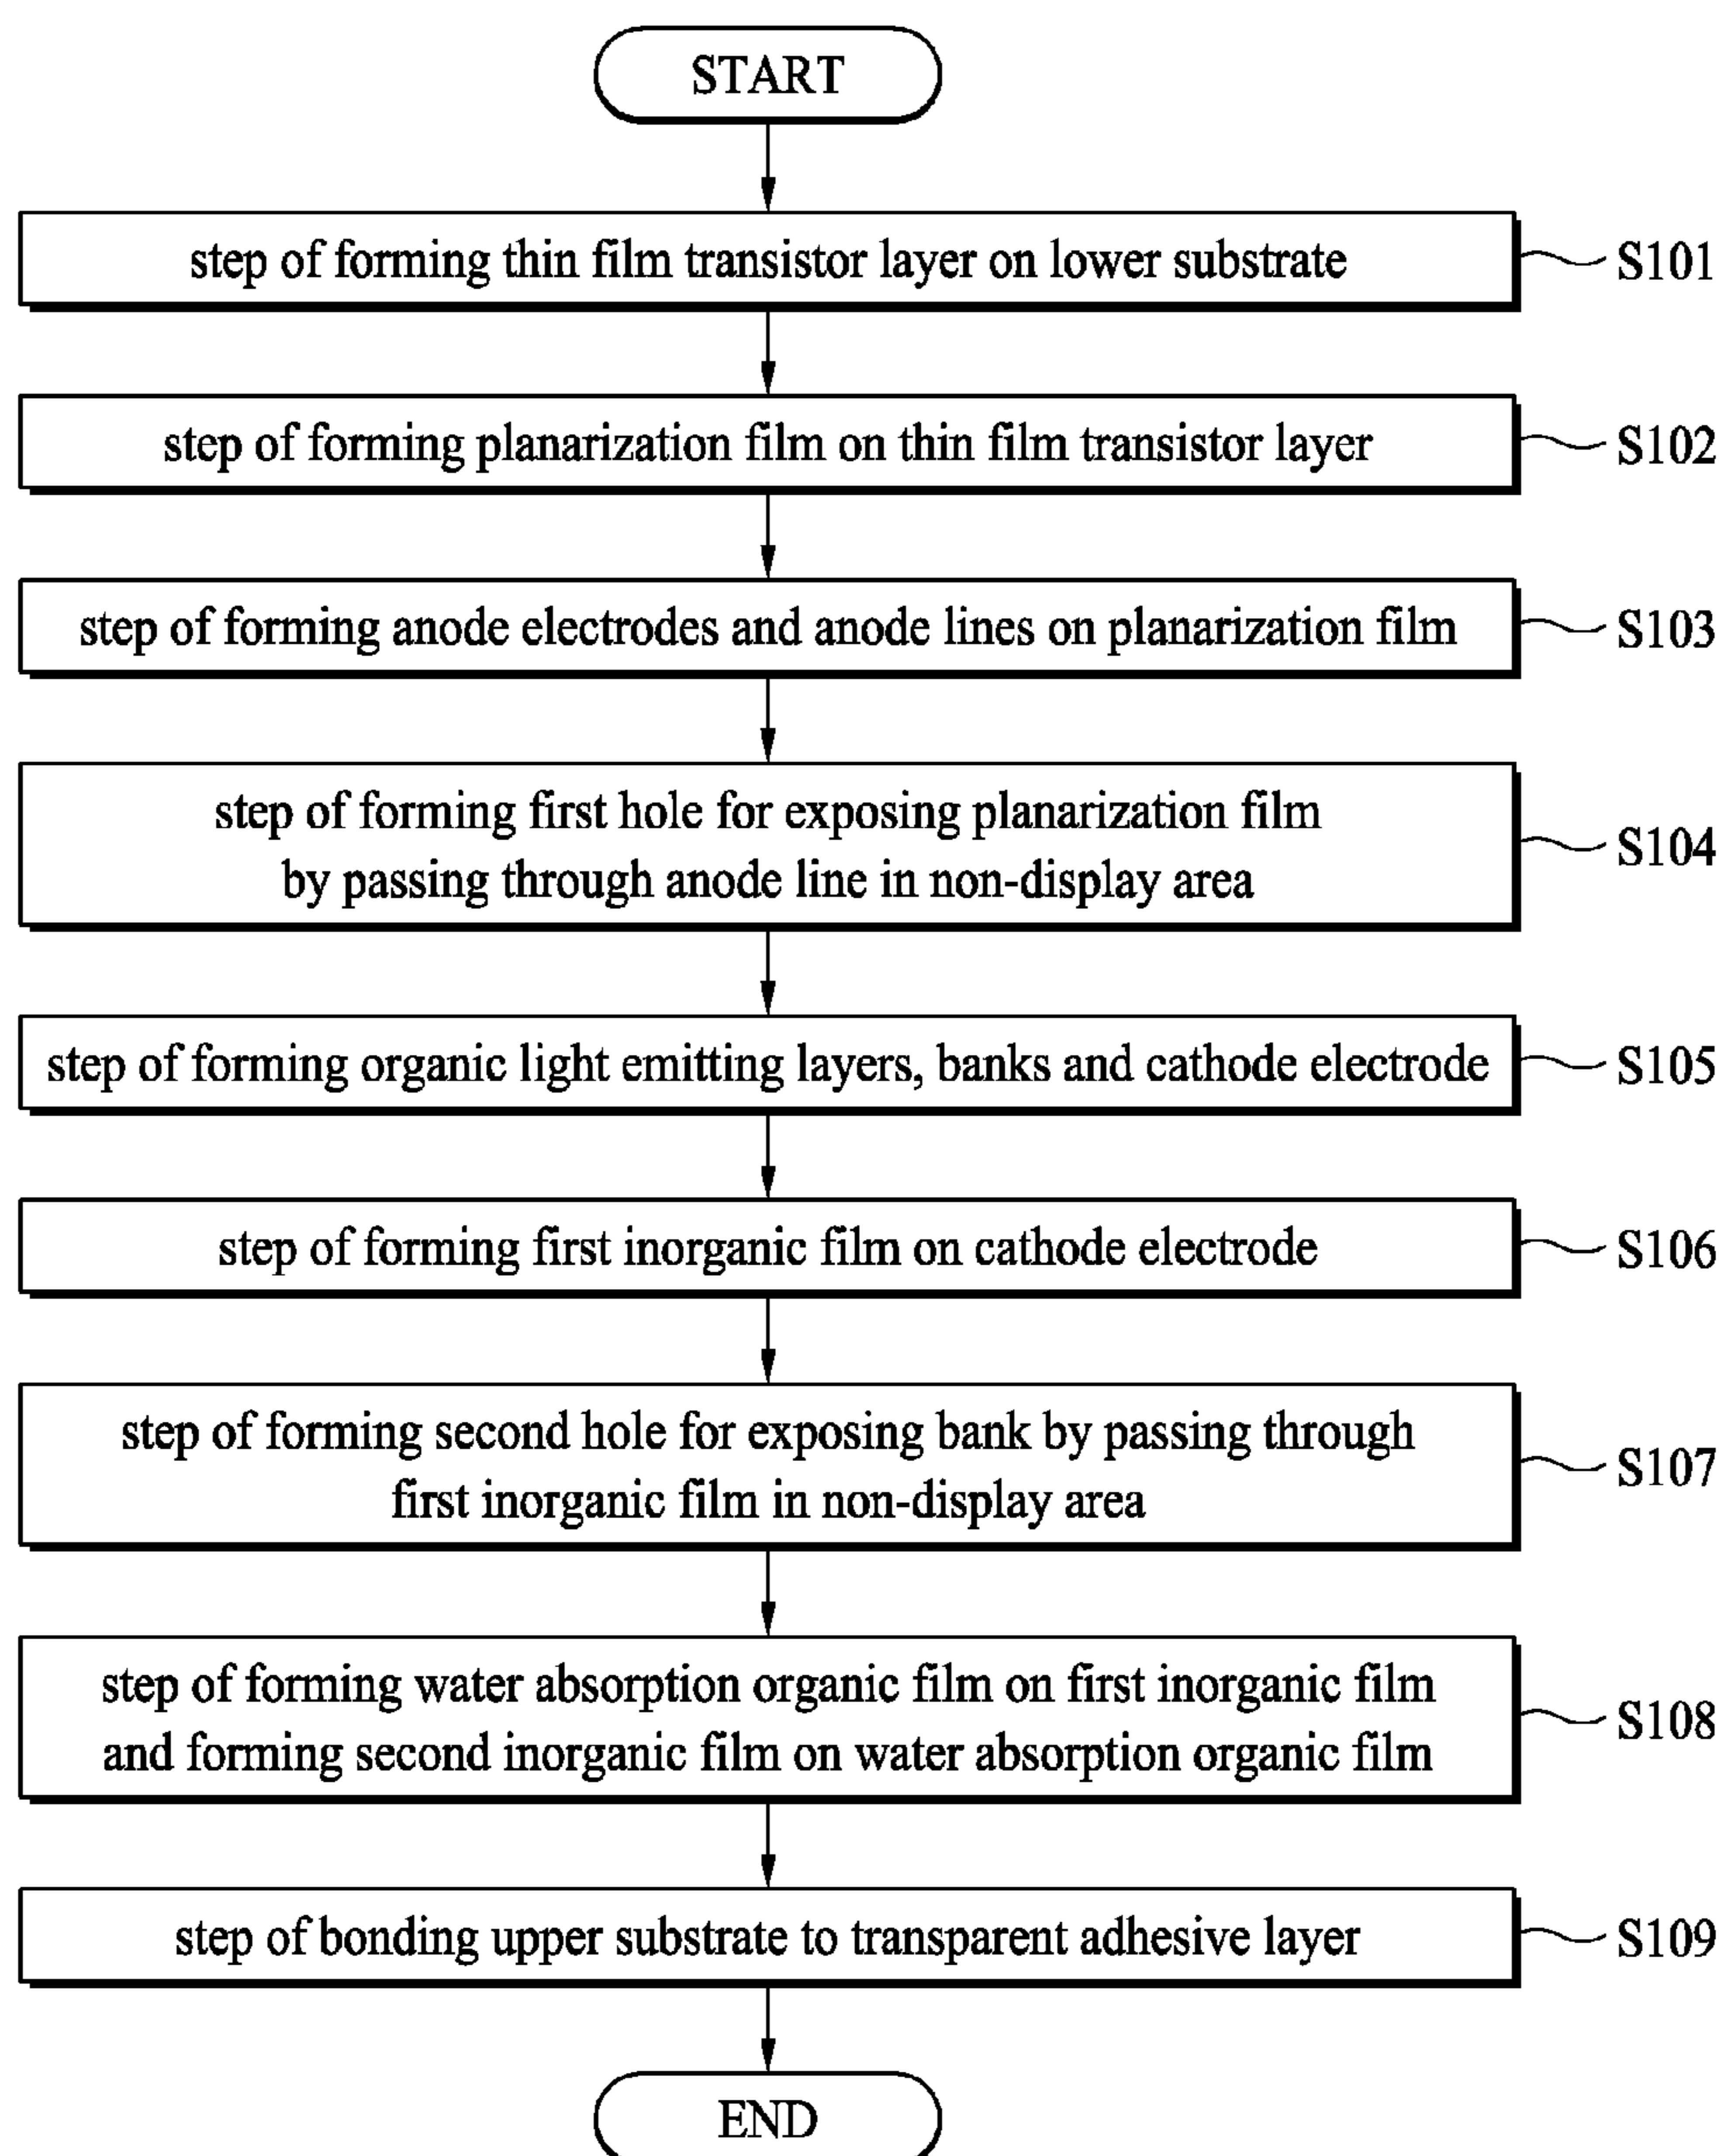 START
step of forming thin film transistor layer on lower substrate
S101
step of forming planarization film on thin film transistor layer
S102
step of forming anode electrodes and anode lines on planarization film
S103
step of forming first hole for exposing planarization film
by passing through anode line in non-display area
S104
step of forming organic light emitting layers, banks and cathode electrode
S105
step of forming first inorganic film on cathode electrode
S106
step of forming second hole for exposing bank by passing through
first inorganic film in non-display area
S107
step of forming water absorption organic film on first inorganic film
and forming second inorganic film on water absorption organic film
S108
step of bonding upper substrate to transparent adhesive layer
S109
END